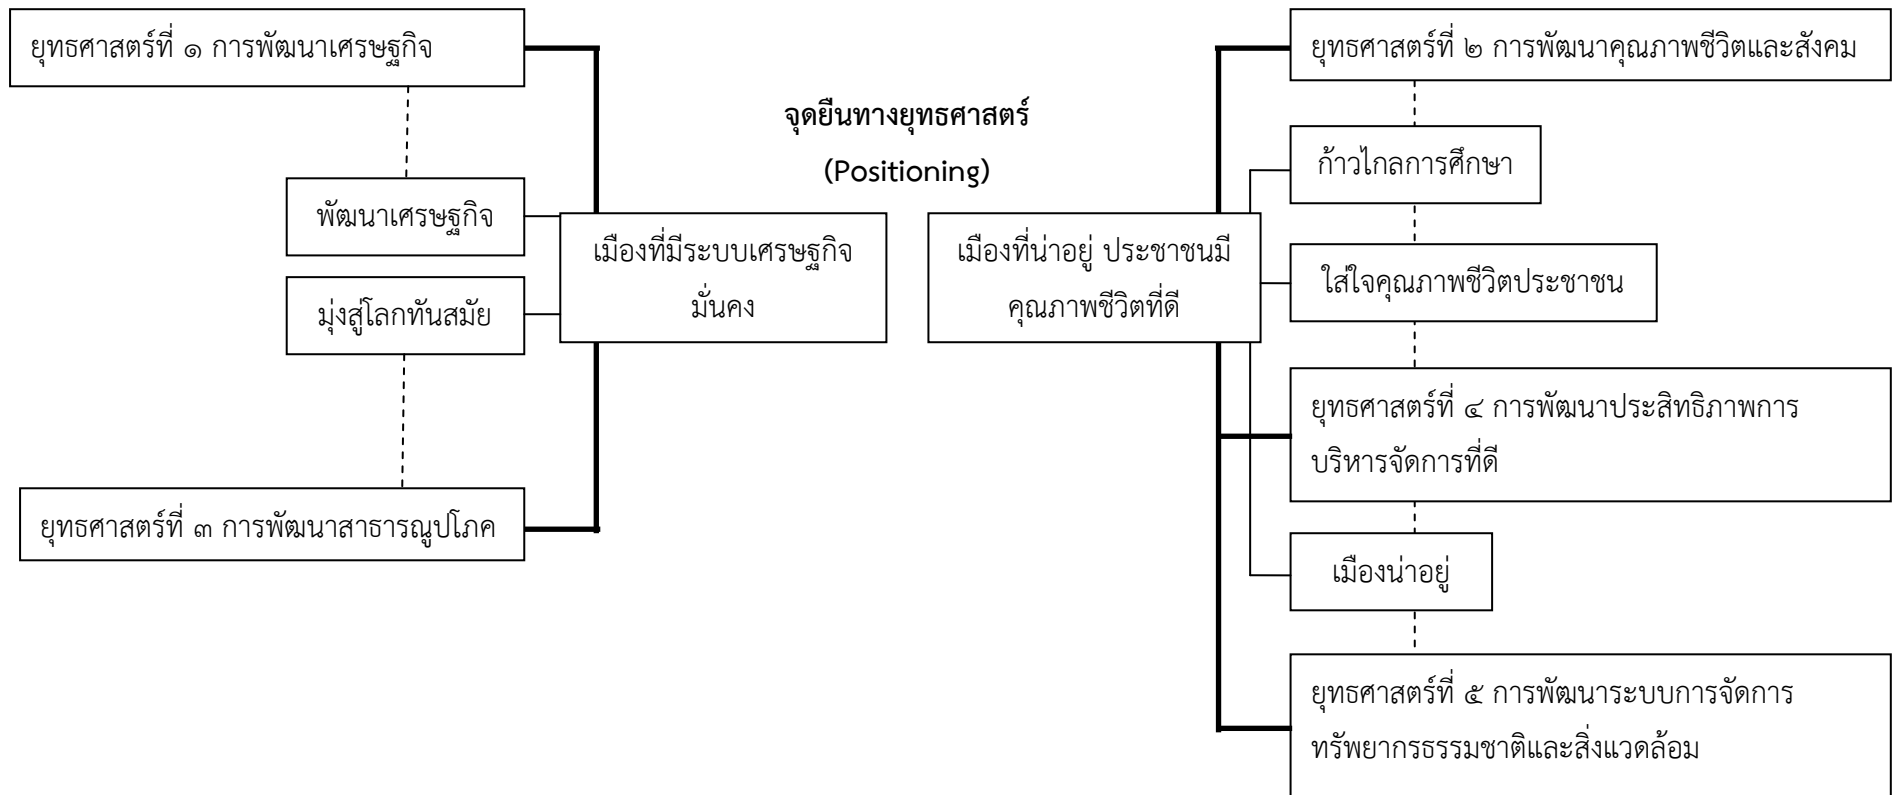 ยุทธศาสตร์ที่ ๑ การพัฒนาเศรษฐกิจ
ยุทธศาสตร์ที่ ๒ การพัฒนาคุณภาพชีวิตและสังคม
จุดยืนทางยุทธศาสตร์
(Positioning)
ก้าวไกลการศึกษา
พัฒนาเศรษฐกิจ
เมืองที่มีระบบเศรษฐกิจ
มั่นคง
เมืองที่น่าอยู่ ประชาชนมี
คุณภาพชีวิตที่ดี
ใส่ใจคุณภาพชีวิตประชาชน
มุ่งสู่โลกทันสมัย
ยุทธศาสตร์ที่ ๔ การพัฒนาประสิทธิภาพการ
บริหารจัดการที่ดี
ยุทธศาสตร์ที่ ๓ การพัฒนาสาธารณูปโภค
เมืองน่าอยู่
ยุทธศาสตร์ที่ ๕ การพัฒนาระบบการจัดการ
ทรัพยากรธรรมชาติและสิ่งแวดล้อม